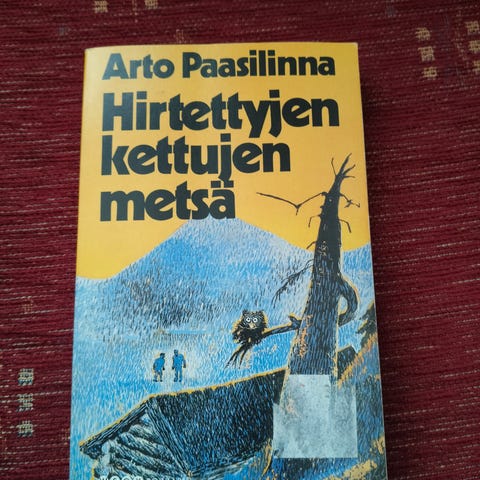 Arto Paasilinna
Hirtettyjen
kettujen
metsä